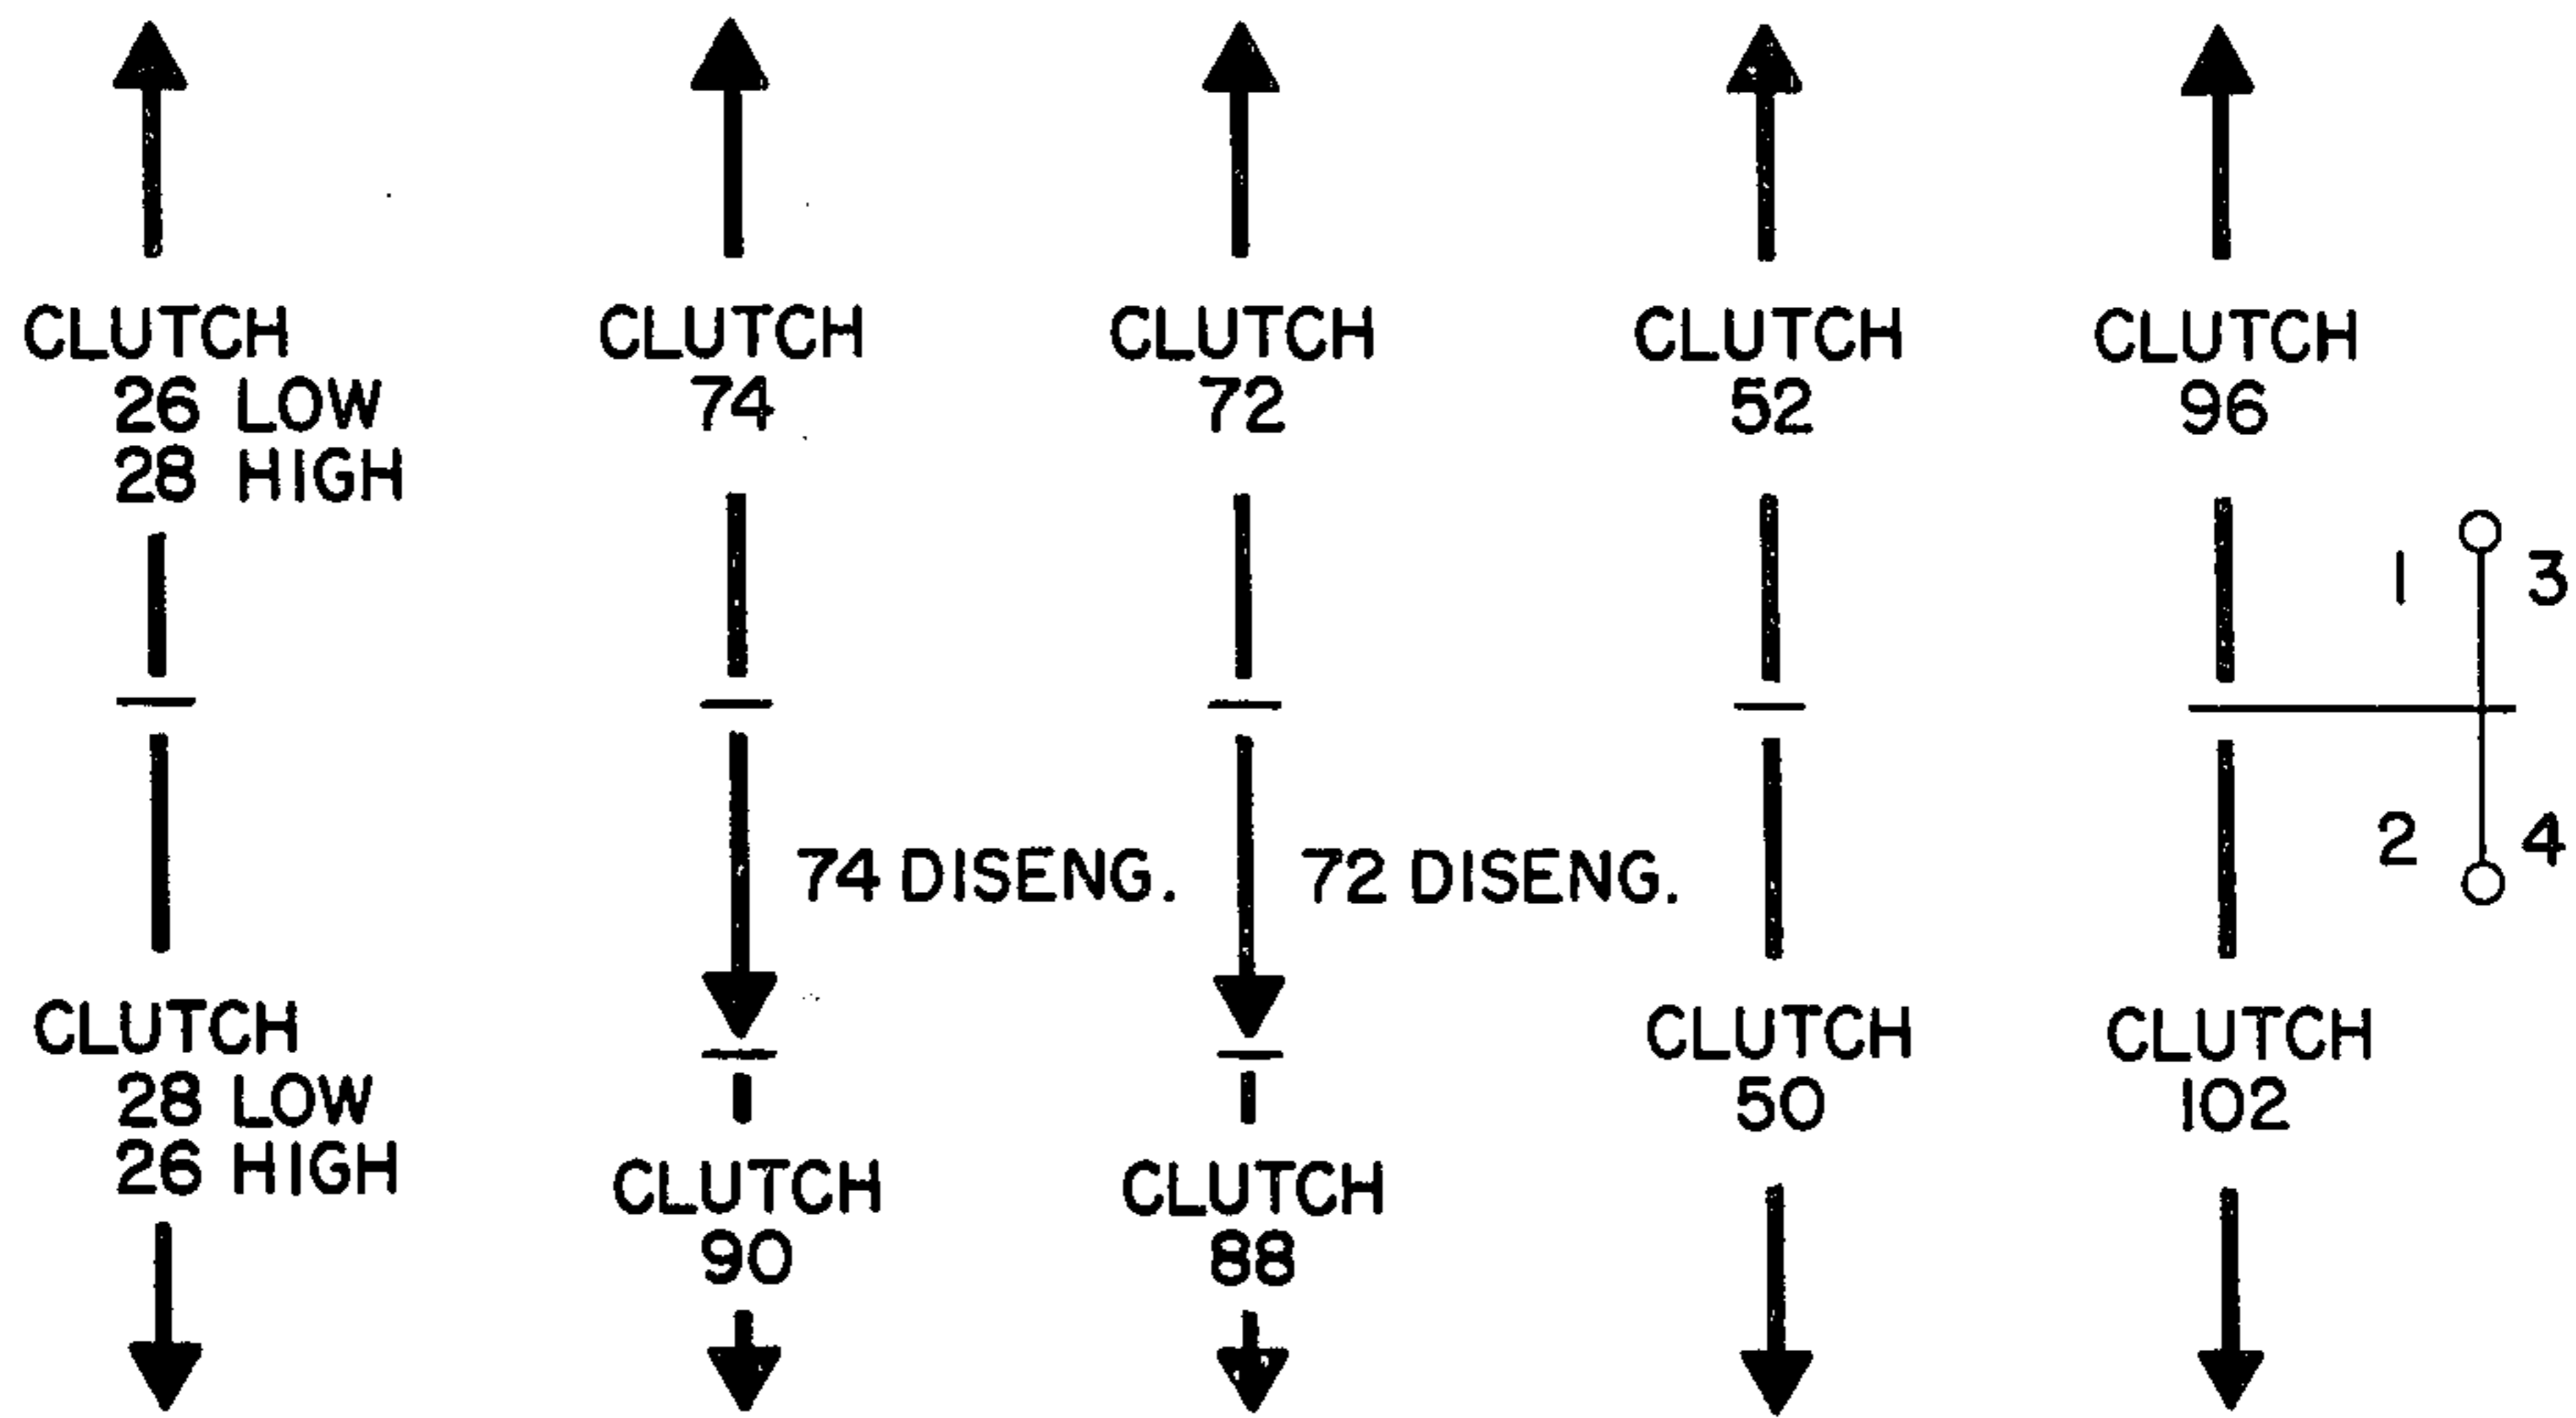 CLUTCH
26 LOW
28 HIGH
CLUTCH
74
CLUTCH
72
CLUTCH
52
CLUTCH
96
1
3
2
4
74 DISENG.
72 DISENG.
CLUTCH
28 LOW
26 HIGH
CLUTCH
90
CLUTCH
88
CLUTCH
50
CLUTCH
102